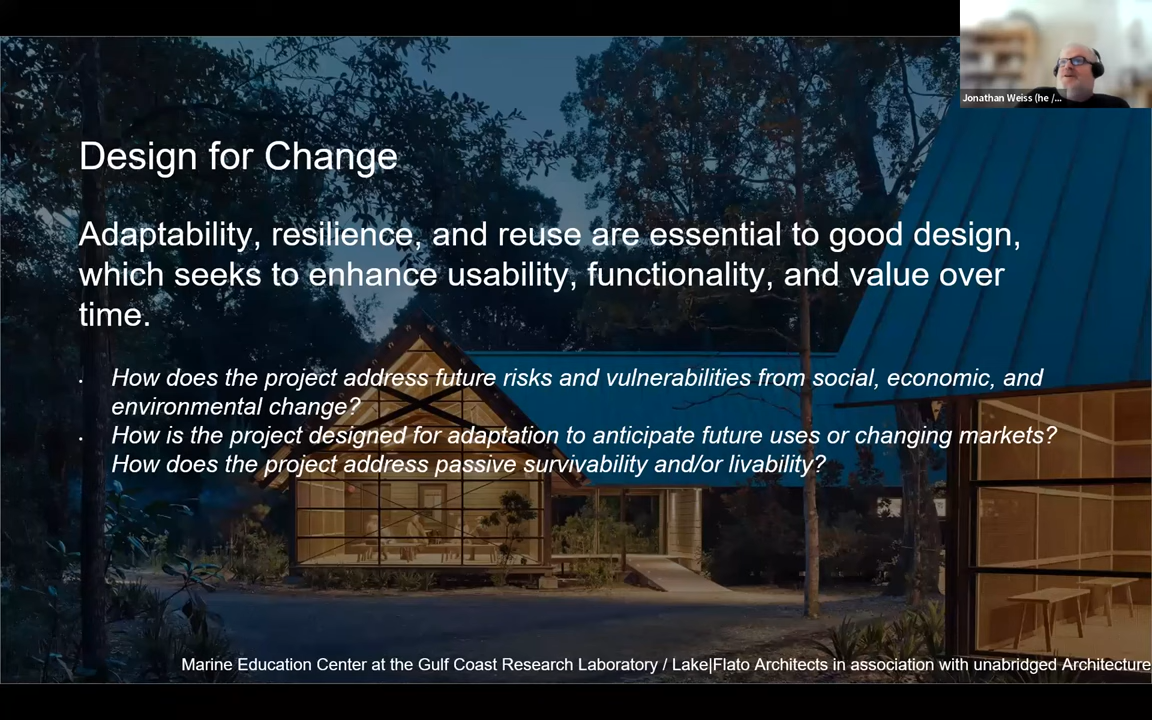 Jonathan Weiss (he /...
Design for Change
Adaptability, resilience, and reuse are essential to good design,
which seeks to enhance usability, functionality, and value over
time.
• How does the project address future risks and vulnerabilities from social, economic, and
environmental change?
• How is the project designed for adaptation to anticipate future uses or changing markets?
How does the project address passive survivability and/or livability?
Marine Education Center at the Gulf Coast Research Laboratory / Lake|Flato Architects in association with unabridged Architecture